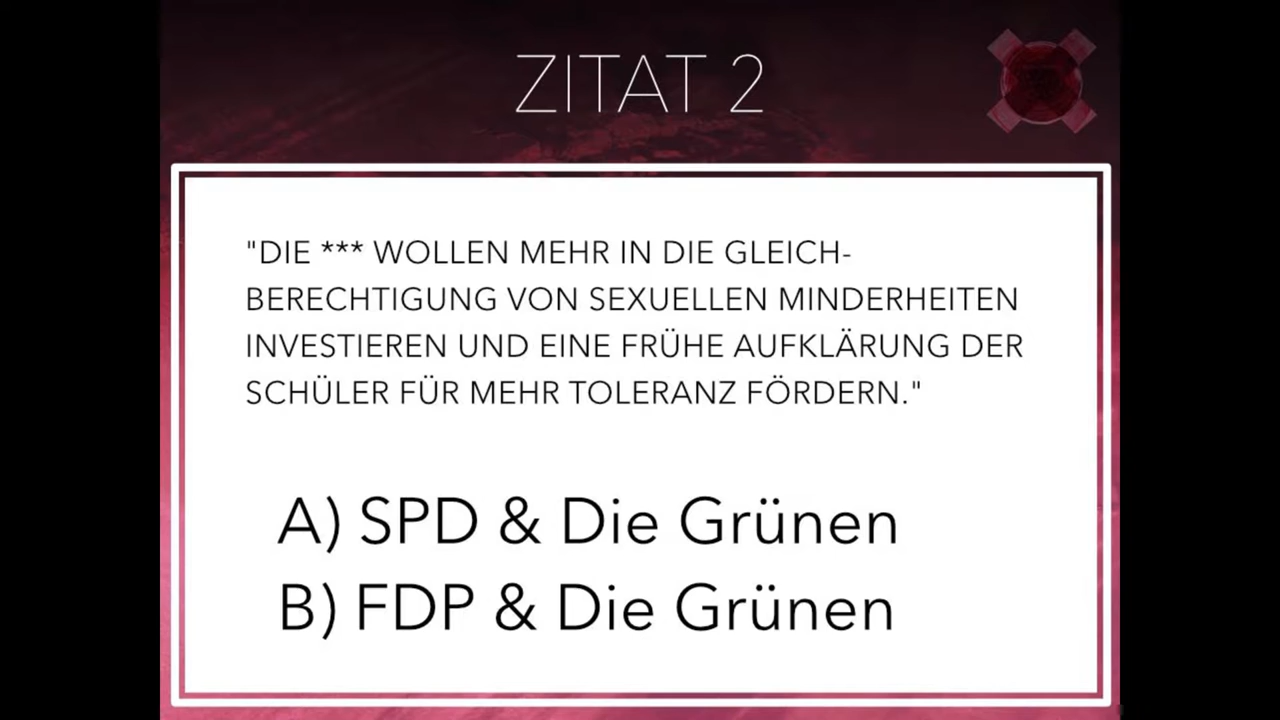 ZITAT 2
"DIE *** WOLLEN MEHR IN DIE GLEICH-
BERECHTIGUNG VON SEXUELLEN MINDERHEITEN
INVESTIEREN UND EINE FRÜHE AUFKLÄRUNG DER
SCHÜLER FÜR MEHR TOLERANZ FÖRDERN."
A) SPD & Die Grünen
B) FDP & Die Grünen